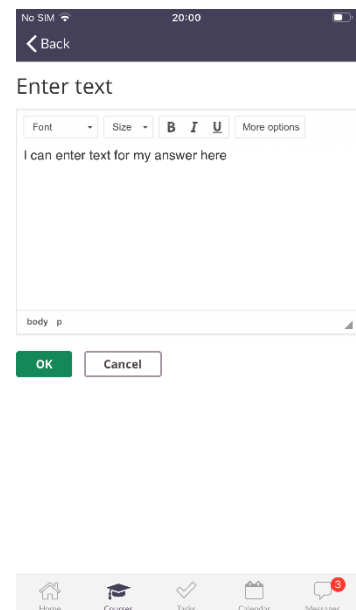 No SIM 20:00
Back
Enter text
Font Size B I U More options
I can enter text for my answer here
body p
OK Cancel
3
Home Courses Tasks Calendar Messages